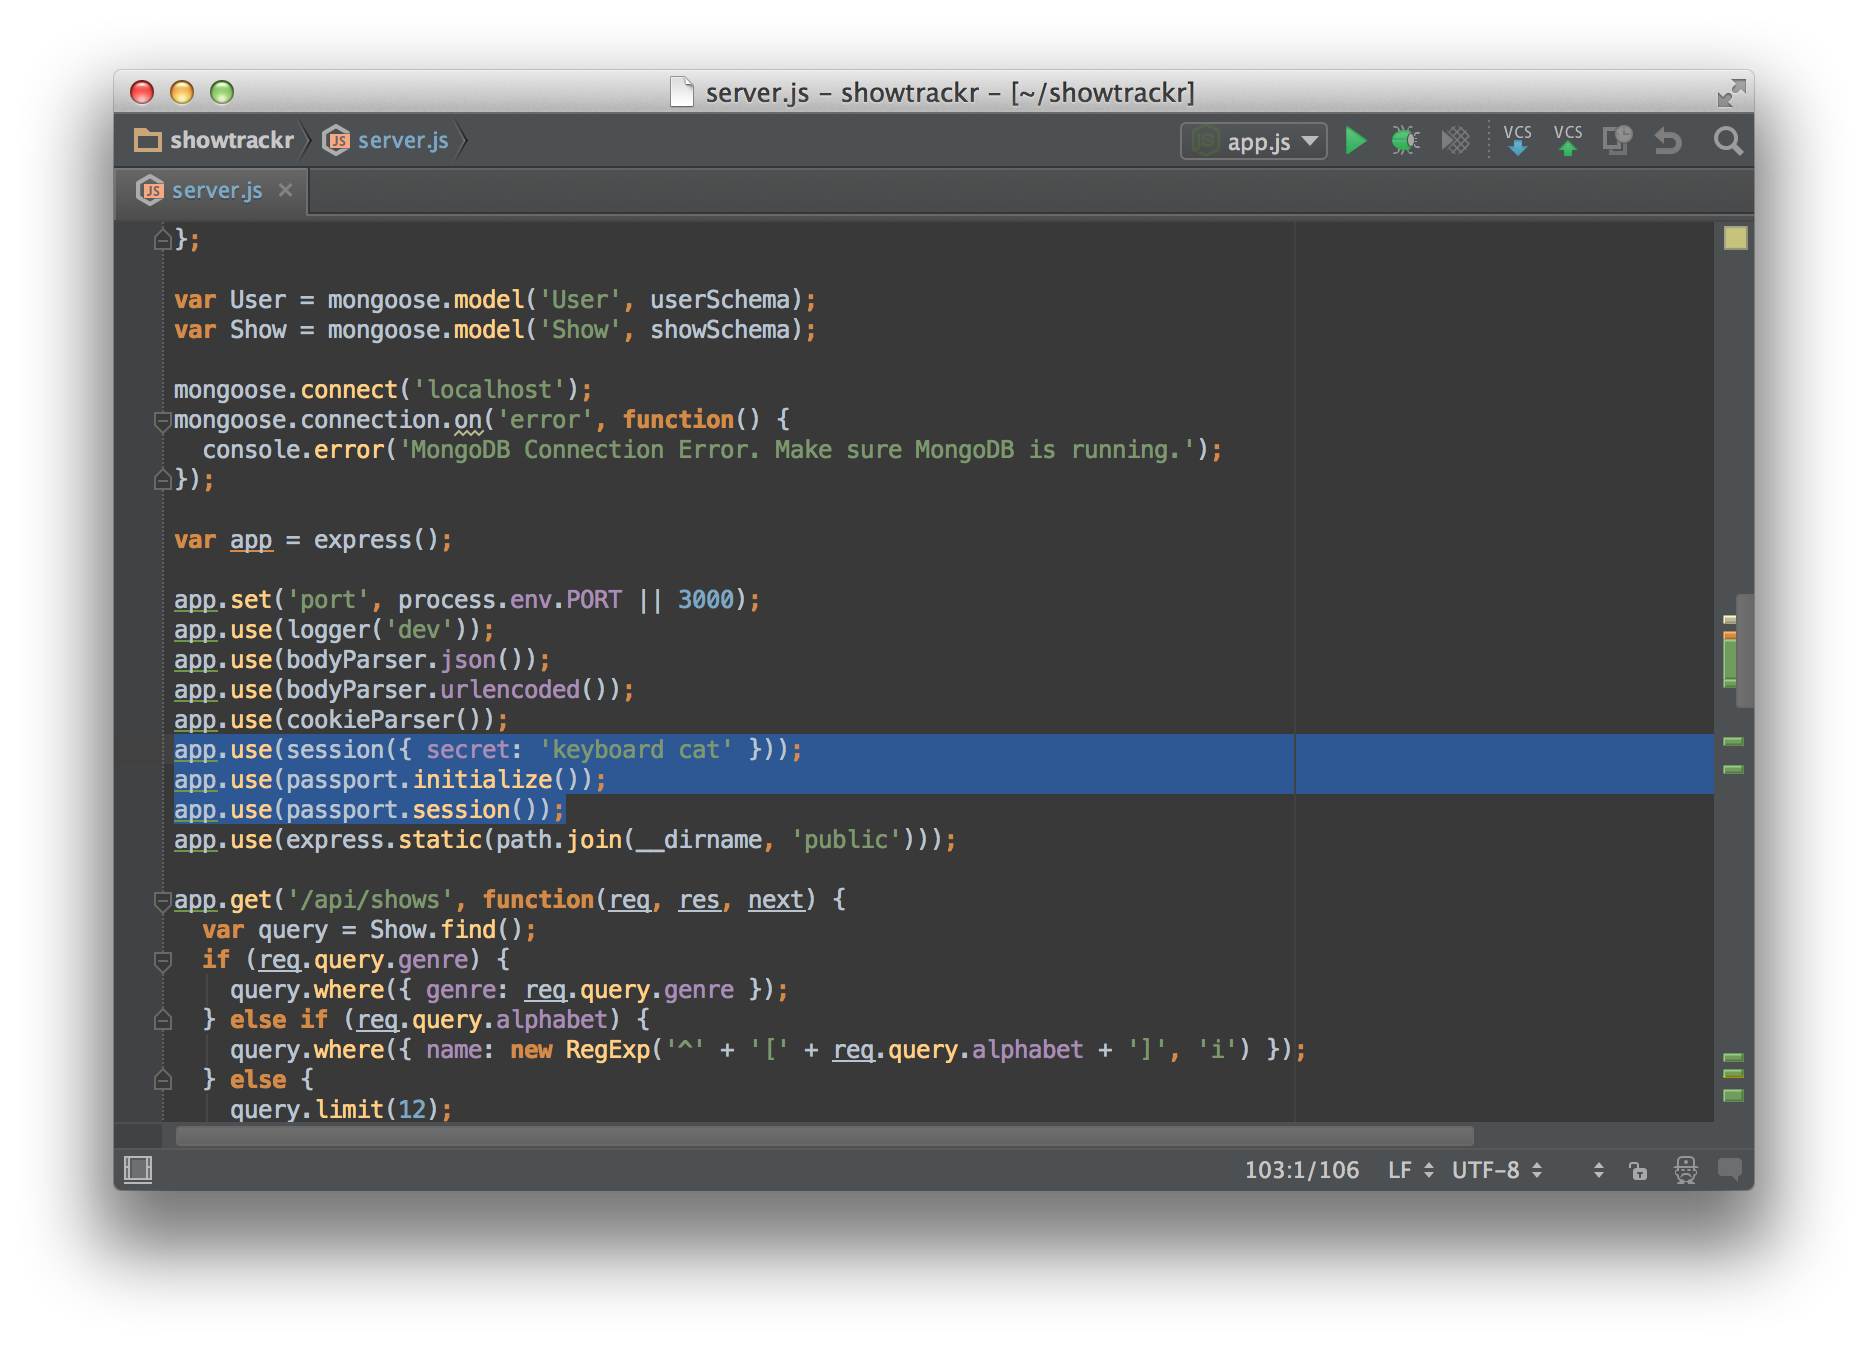 server.js – showtrackr – [~/showtrackr]
showtrackr server.js app.js VCS VCS
server.js
};
var User = mongoose.model('User', userSchema);
var Show = mongoose.model('Show', showSchema);
mongoose.connect('localhost');
mongoose.connection.on('error', function() {
  console.error('MongoDB Connection Error. Make sure MongoDB is running.');
});
var app = express();
app.set('port', process.env.PORT || 3000);
app.use(logger('dev'));
app.use(bodyParser.json());
app.use(bodyParser.urlencoded());
app.use(cookieParser());
app.use(session({ secret: 'keyboard cat' }));
app.use(passport.initialize());
app.use(passport.session());
app.use(express.static(path.join(__dirname, 'public')));
app.get('/api/shows', function(req, res, next) {
  var query = Show.find();
  if (req.query.genre) {
    query.where({ genre: req.query.genre });
  } else if (req.query.alphabet) {
    query.where({ name: new RegExp('^' + '[' + req.query.alphabet + ']', 'i') });
  } else {
    query.limit(12);
103:1/106 LF UTF-8